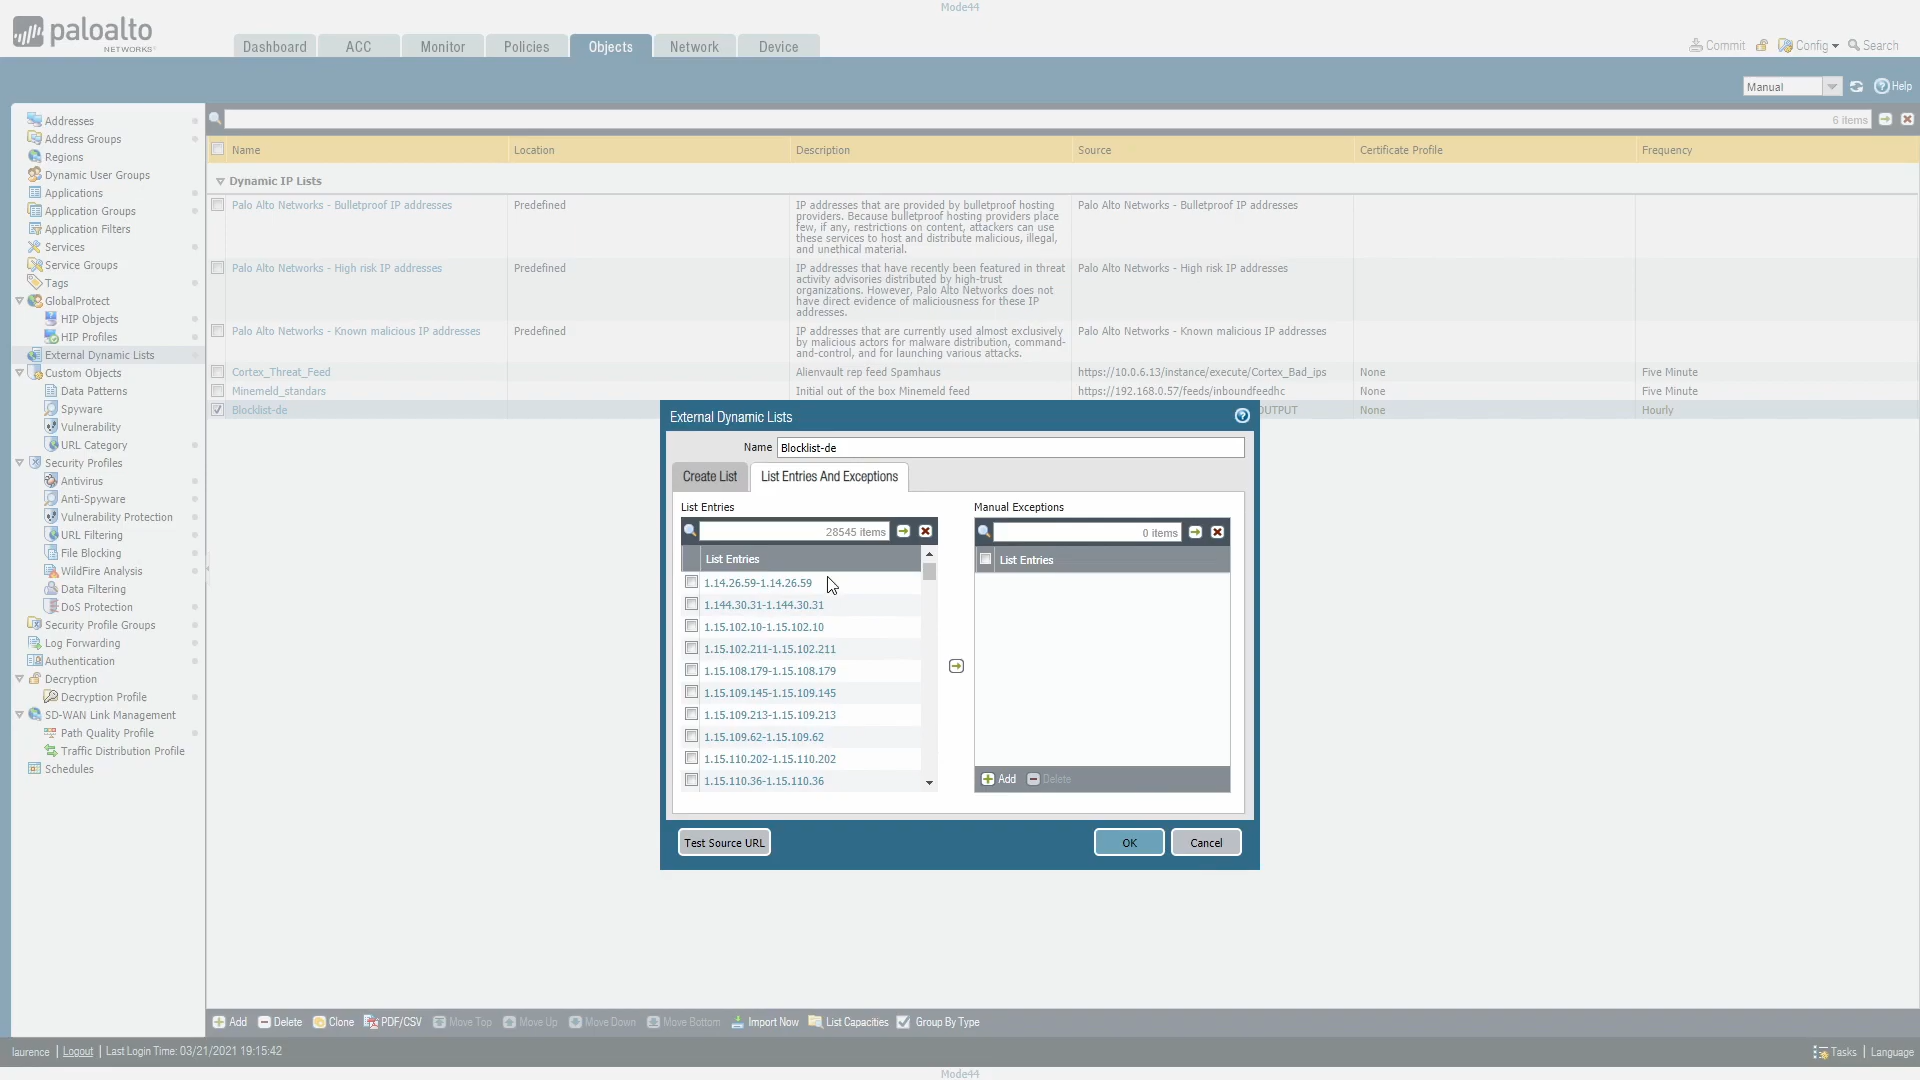 Mode44
paloalto
NETWORKS
Dashboard
ACC
Monitor
Policies
Objects
Network
Device
Commit
Config
Search
Manual
Help
Addresses
Address Groups
Regions
Dynamic User Groups
Applications
Application Groups
Application Filters
Services
Service Groups
Tags
GlobalProtect
HIP Objects
HIP Profiles
External Dynamic Lists
Custom Objects
Data Patterns
Spyware
Vulnerability
URL Category
Security Profiles
Antivirus
Anti-Spyware
Vulnerability Protection
URL Filtering
File Blocking
WildFire Analysis
Data Filtering
DoS Protection
Security Profile Groups
Log Forwarding
Authentication
Decryption
Decryption Profile
SD-WAN Link Management
Path Quality Profile
Traffic Distribution Profile
Schedules
6 items
Name Location Description Source Certificate Profile Frequency
Dynamic IP Lists
Palo Alto Networks - Bulletproof IP addresses
Predefined
IP addresses that are provided by bulletproof hosting
providers. Because bulletproof hosting providers place
few, if any, restrictions on content, attackers can use
these services to host and distribute malicious, illegal,
and unethical material.
Palo Alto Networks - Bulletproof IP addresses
Palo Alto Networks - High risk IP addresses
Predefined
IP addresses that have recently been featured in threat
activity advisories distributed by high-trust
organizations. However, Palo Alto Networks does not
have direct evidence of maliciousness for these IP
addresses.
Palo Alto Networks - High risk IP addresses
Palo Alto Networks - Known malicious IP addresses
Predefined
IP addresses that are currently used almost exclusively
by malicious actors for malware distribution, command-
and-control, and for launching various attacks.
Palo Alto Networks - Known malicious IP addresses
Cortex_Threat_Feed Alienvault rep feed Spamhaus https://10.0.6.13/instance/execute/Cortex_Bad_ips None Five Minute
Minemeld_standars Initial out of the box Minemeld feed https://192.168.0.57/feeds/inboundfeedhc None Five Minute
Blocklist-de OUTPUT None Hourly
External Dynamic Lists
Name Blocklist-de
Create List
List Entries And Exceptions
List Entries
28545 items
List Entries
1.14.26.59-1.14.26.59
1.144.30.31-1.144.30.31
1.15.102.10-1.15.102.10
1.15.102.211-1.15.102.211
1.15.108.179-1.15.108.179
1.15.109.145-1.15.109.145
1.15.109.213-1.15.109.213
1.15.109.62-1.15.109.62
1.15.110.202-1.15.110.202
1.15.110.36-1.15.110.36
Manual Exceptions
0 items
List Entries
Add Delete
Test Source URL
OK
Cancel
Add Delete Clone PDF/CSV Move Top Move Up Move Down Move Bottom Import Now List Capacities Group By Type
laurence | Logout | Last Login Time: 03/21/2021 19:15:42
Tasks | Language
Mode44